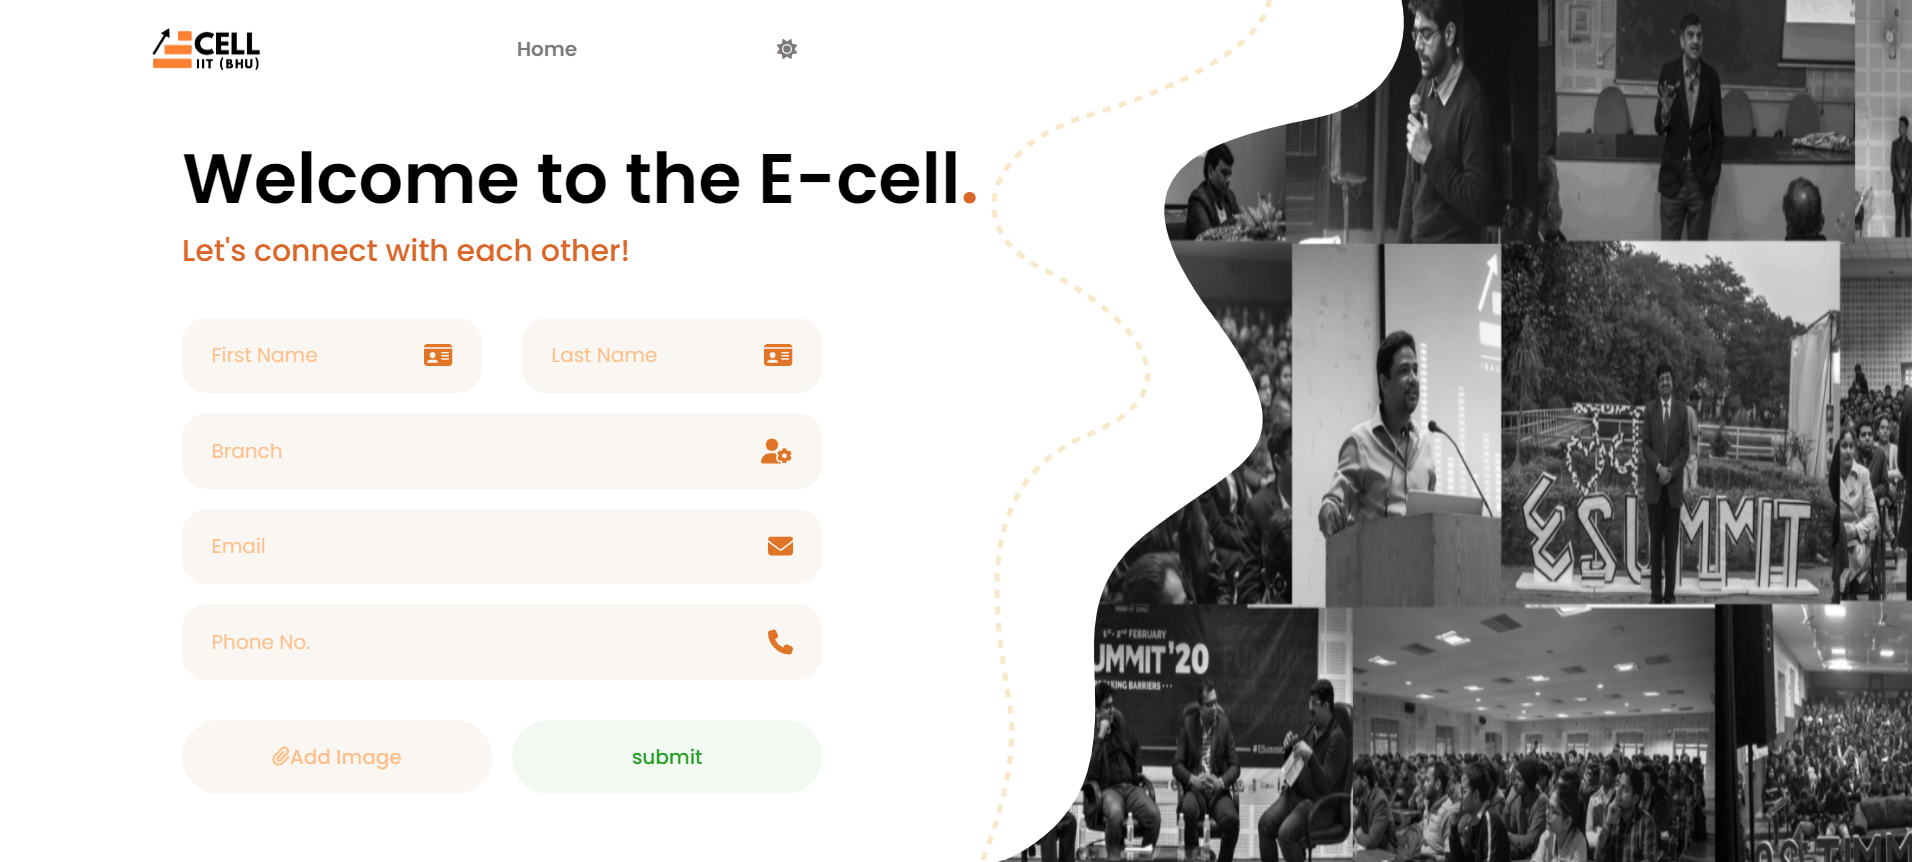 CELL
IIT (BHU)
Home
Welcome to the E-cell.
Let's connect with each other!
First Name
Last Name
Branch
Email
Phone No.
Add Image
submit
ESUMMIT
1st - 2nd FEBRUARY
UMMIT'20
KING BARRIERS
#ESummit